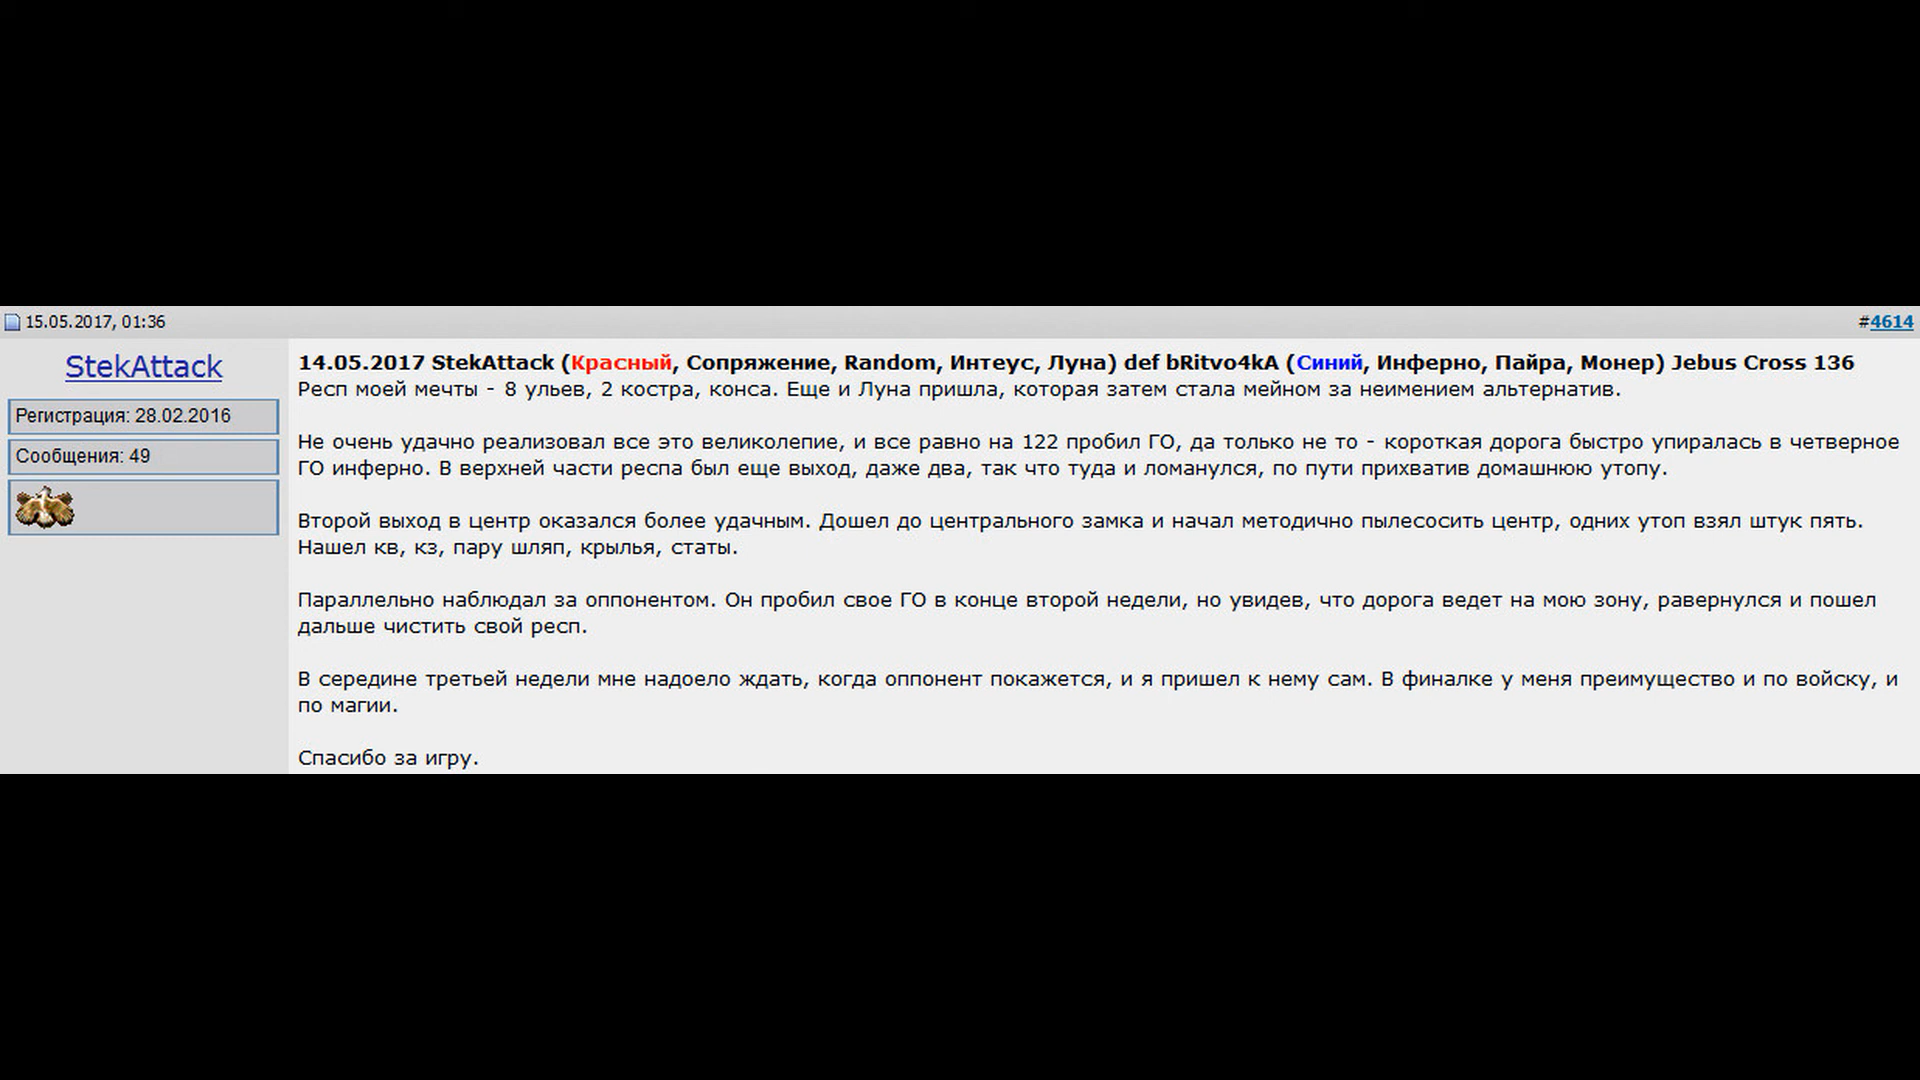 15.05.2017, 01:36
#4614
StekAttack
Регистрация: 28.02.2016
Сообщения: 49
14.05.2017 StekAttack (Красный, Сопряжение, Random, Интеус, Луна) def bRitvo4kA (Синий, Инферно, Пайра, Монер) Jebus Cross 136
Респ моей мечты - 8 ульев, 2 костра, конса. Еще и Луна пришла, которая затем стала мейном за неимением альтернатив.
Не очень удачно реализовал все это великолепие, и все равно на 122 пробил ГО, да только не то - короткая дорога быстро упиралась в четверное
ГО инферно. В верхней части респа был еще выход, даже два, так что туда и ломанулся, по пути прихватив домашнюю утопу.
Второй выход в центр оказался более удачным. Дошел до центрального замка и начал методично пылесосить центр, одних утоп взял штук пять.
Нашел кв, кз, пару шляп, крылья, статы.
Параллельно наблюдал за оппонентом. Он пробил свое ГО в конце второй недели, но увидев, что дорога ведет на мою зону, равернулся и пошел
дальше чистить свой респ.
В середине третьей недели мне надоело ждать, когда оппонент покажется, и я пришел к нему сам. В финалке у меня преимущество и по войску, и
по магии.
Спасибо за игру.